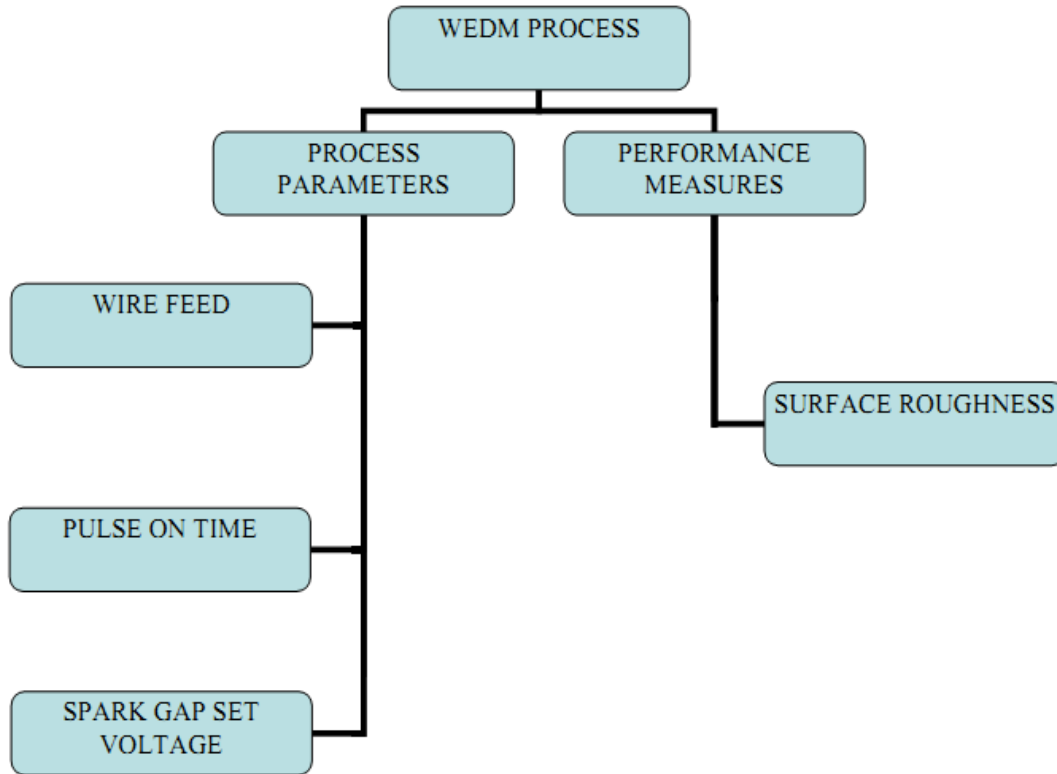 WEDM PROCESS
PROCESS
PARAMETERS
PERFORMANCE
MEASURES
WIRE FEED
SURFACE ROUGHNESS
PULSE ON TIME
SPARK GAP SET
VOLTAGE